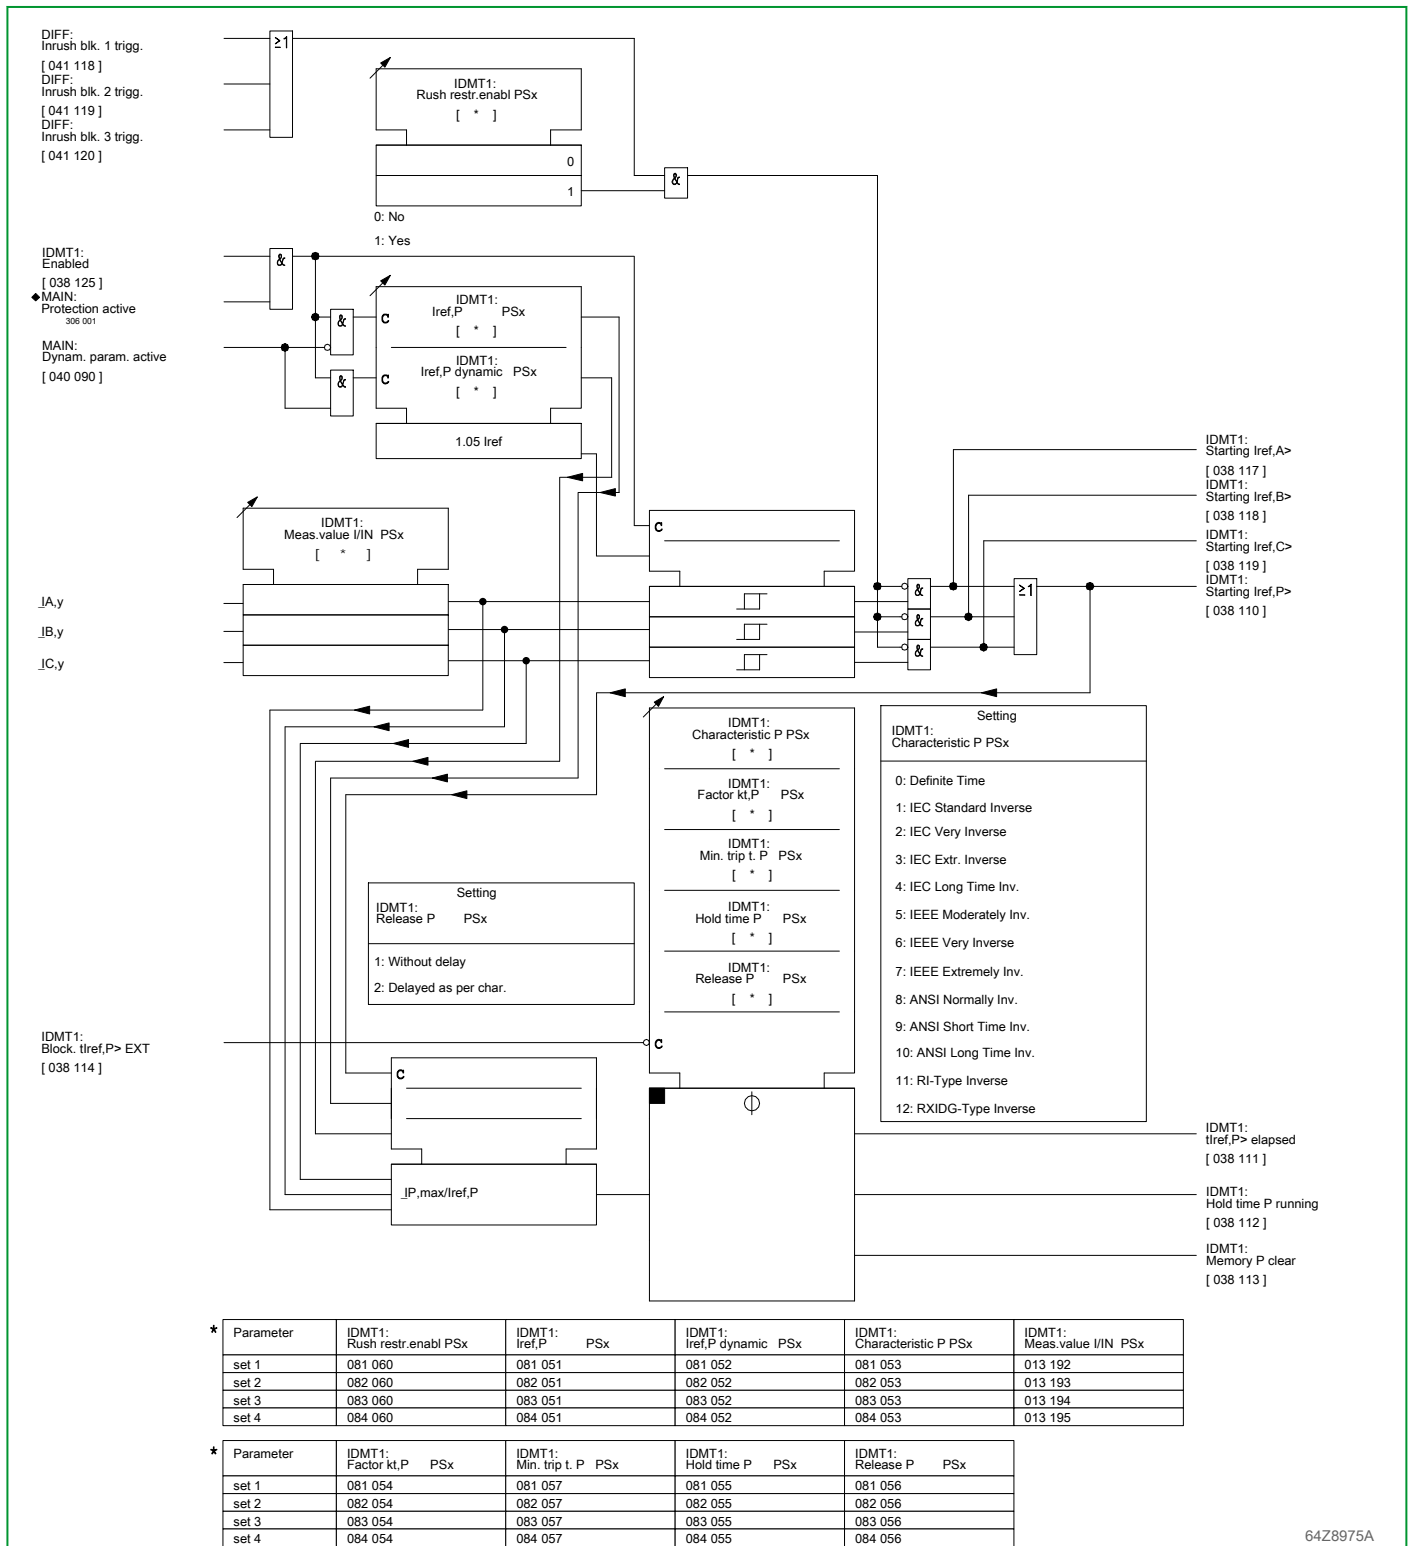 DIFF:
Inrush blk. 1 trigg.
[ 041 118 ]
DIFF:
Inrush blk. 2 trigg.
[ 041 119 ]
DIFF:
Inrush blk. 3 trigg.
[ 041 120 ]
≥1
IDMT1:
Rush restr.enabl PSx
[ * ]
0
1
&
0: No
1: Yes
IDMT1:
Enabled
[ 038 125 ]
◆MAIN:
Protection active
306 001
MAIN:
Dynam. param. active
[ 040 090 ]
&
&
&
C
IDMT1:
Iref,P PSx
[ * ]
C
IDMT1:
Iref,P dynamic PSx
[ * ]
1.05 Iref
IDMT1:
Meas.value I/IN PSx
[ * ]
C
_IA,y
_IB,y
_IC,y
&
&
&
≥1
IDMT1:
Starting Iref,A>
[ 038 117 ]
IDMT1:
Starting Iref,B>
[ 038 118 ]
IDMT1:
Starting Iref,C>
[ 038 119 ]
IDMT1:
Starting Iref,P>
[ 038 110 ]
IDMT1:
Characteristic P PSx
[ * ]
IDMT1:
Factor kt,P PSx
[ * ]
IDMT1:
Min. trip t. P PSx
[ * ]
IDMT1:
Hold time P PSx
[ * ]
IDMT1:
Release P PSx
[ * ]
C
Setting
IDMT1:
Characteristic P PSx
0: Definite Time
1: IEC Standard Inverse
2: IEC Very Inverse
3: IEC Extr. Inverse
4: IEC Long Time Inv.
5: IEEE Moderately Inv.
6: IEEE Very Inverse
7: IEEE Extremely Inv.
8: ANSI Normally Inv.
9: ANSI Short Time Inv.
10: ANSI Long Time Inv.
11: RI-Type Inverse
12: RXIDG-Type Inverse
Setting
IDMT1:
Release P PSx
1: Without delay
2: Delayed as per char.
IDMT1:
Block. tIref,P> EXT
[ 038 114 ]
C
_IP,max/Iref,P
IDMT1:
tIref,P> elapsed
[ 038 111 ]
IDMT1:
Hold time P running
[ 038 112 ]
IDMT1:
Memory P clear
[ 038 113 ]
* Parameter IDMT1: Rush restr.enabl PSx IDMT1: Iref,P PSx IDMT1: Iref,P dynamic PSx IDMT1: Characteristic P PSx IDMT1: Meas.value I/IN PSx
set 1 081 060 081 051 081 052 081 053 013 192
set 2 082 060 082 051 082 052 082 053 013 193
set 3 083 060 083 051 083 052 083 053 013 194
set 4 084 060 084 051 084 052 084 053 013 195
* Parameter IDMT1: Factor kt,P PSx IDMT1: Min. trip t. P PSx IDMT1: Hold time P PSx IDMT1: Release P PSx
set 1 081 054 081 057 081 055 081 056
set 2 082 054 082 057 082 055 082 056
set 3 083 054 083 057 083 055 083 056
set 4 084 054 084 057 084 055 084 056
64Z8975A